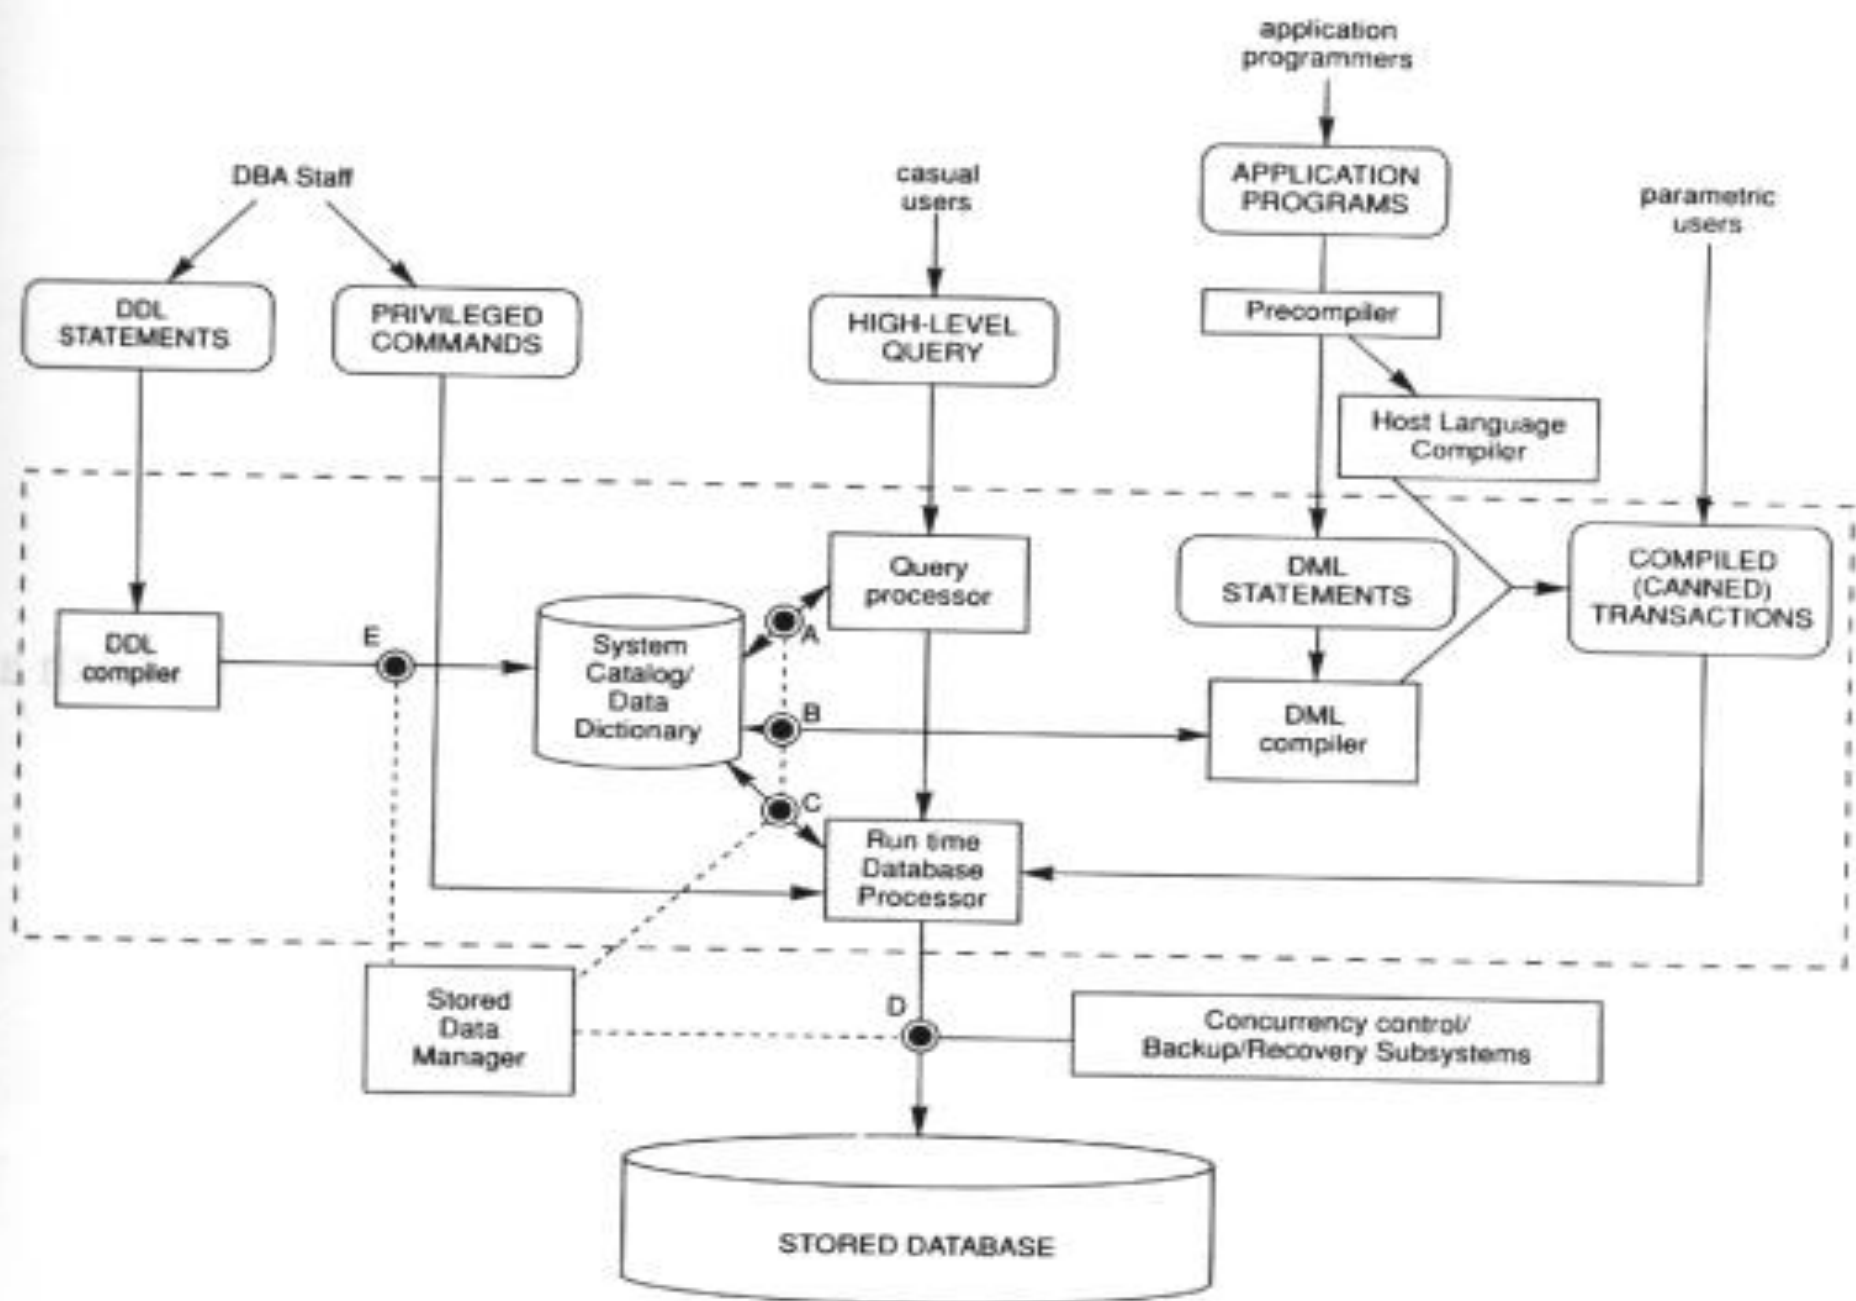 application
programmers
DBA Staff
casual
users
APPLICATION
PROGRAMS
parametric
users
DDL
STATEMENTS
PRIVILEGED
COMMANDS
HIGH-LEVEL
QUERY
Precompiler
Host Language
Compiler
Query
processor
DML
STATEMENTS
COMPILED
(CANNED)
TRANSACTIONS
DDL
compiler
E
System
Catalog/
Data
Dictionary
A
B
C
DML
compiler
Run time
Database
Processor
Stored
Data
Manager
D
Concurrency control/
Backup/Recovery Subsystems
STORED DATABASE